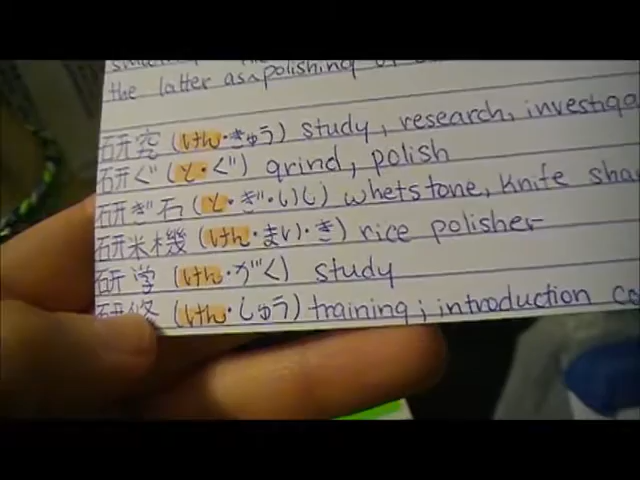 the latter as polishing
研究 (けん・きゅう) study, research, investiga
研ぐ (と・ぐ) grind, polish
研ぎ石 (と・ぎ・いし) whetstone, knife sha
研米機 (けん・まい・き) rice polisher
研学 (けん・がく) study
研修 (けん・しゅう) training; introduction co